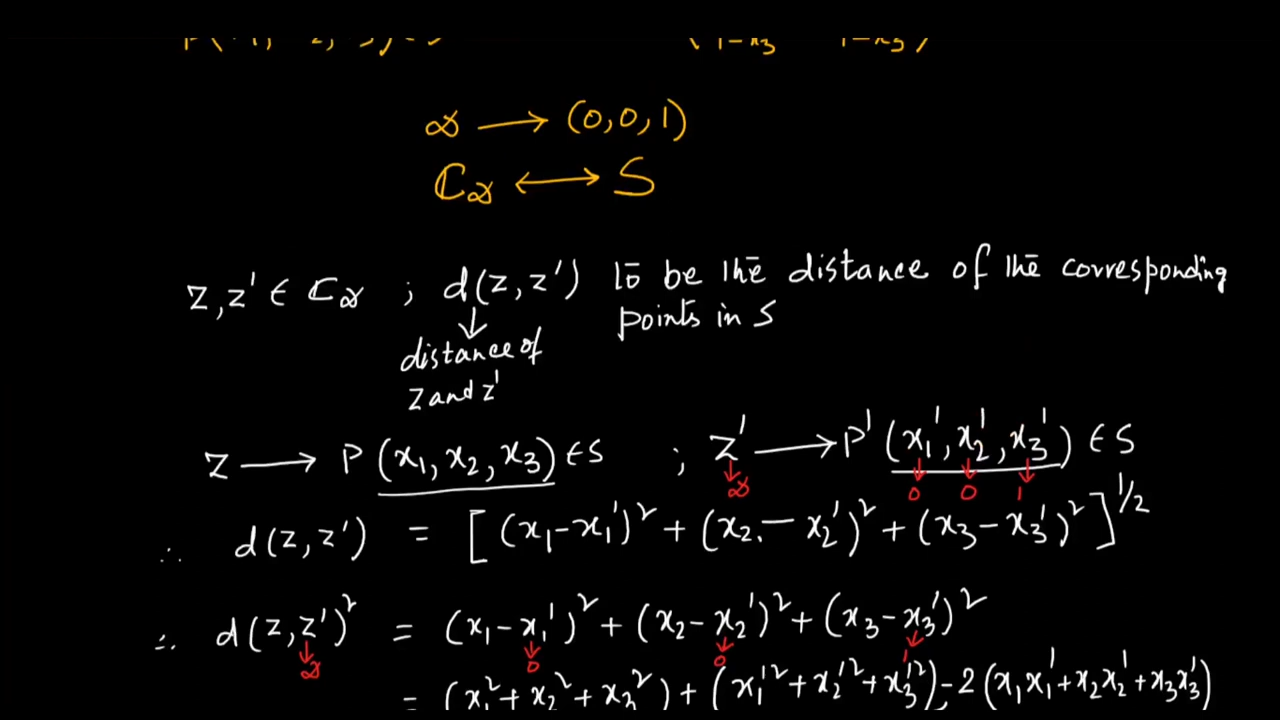 ∞ ⟶ (0,0,1)
ℂ∞ ⟷ S
z, z' ∈ ℂ∞ ; d(z, z') to be the distance of the corresponding
points in S
↓
distance of
z and z'
z ⟶ P (x₁, x₂, x₃) ∈ S ; z' ⟶ P' (x₁', x₂', x₃') ∈ S
↓ ∞ ↓ 0 ↓ 0 ↓ 1
∴ d(z, z') = [(x₁-x₁')² + (x₂-x₂')² + (x₃-x₃')²]^1/2
∴ d(z, z')² = (x₁-x₁')² + (x₂-x₂')² + (x₃-x₃')²
↓ ∞ ↓ 0 ↓ 0 ↓ 1
= (x₁² + x₂² + x₃²) + (x₁'² + x₂'² + x₃'²) - 2 (x₁x₁' + x₂x₂' + x₃x₃')